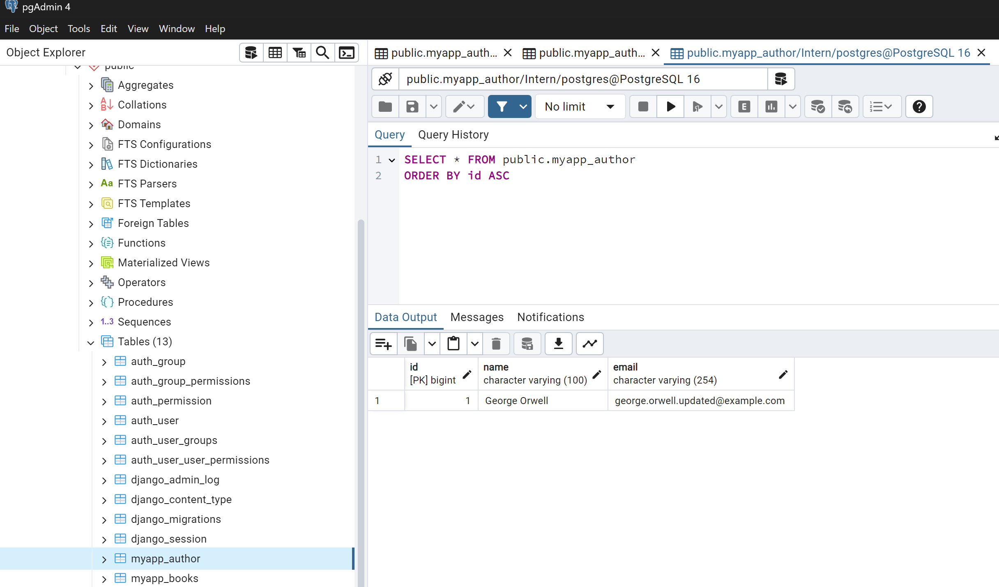 pgAdmin 4
File Object Tools Edit View Window Help
Object Explorer
public
Aggregates
Collations
Domains
FTS Configurations
FTS Dictionaries
Aa FTS Parsers
FTS Templates
Foreign Tables
Functions
Materialized Views
Operators
Procedures
1..3 Sequences
Tables (13)
auth_group
auth_group_permissions
auth_permission
auth_user
auth_user_groups
auth_user_user_permissions
django_admin_log
django_content_type
django_migrations
django_session
myapp_author
myapp_books
public.myapp_auth... public.myapp_auth... public.myapp_author/Intern/postgres@PostgreSQL 16
public.myapp_author/Intern/postgres@PostgreSQL 16
No limit E
Query Query History
1 SELECT * FROM public.myapp_author
2 ORDER BY id ASC
Data Output Messages Notifications
id name email
[PK] bigint character varying (100) character varying (254)
1 1 George Orwell george.orwell.updated@example.com